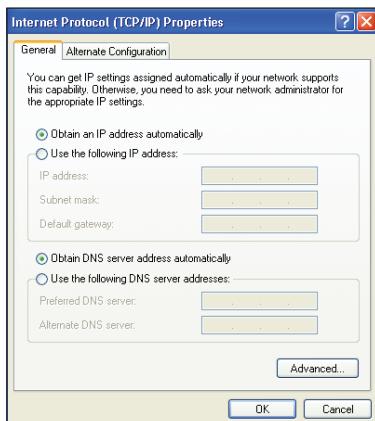 Internet Protocol (TCP/IP) Properties
General
Alternate Configuration
You can get IP settings assigned automatically if your network supports
this capability. Otherwise, you need to ask your network administrator for
the appropriate IP settings.
Obtain an IP address automatically
Use the following IP address:
IP address:
Subnet mask:
Default gateway:
Obtain DNS server address automatically
Use the following DNS server addresses:
Preferred DNS server:
Alternate DNS server:
Advanced...
OK
Cancel